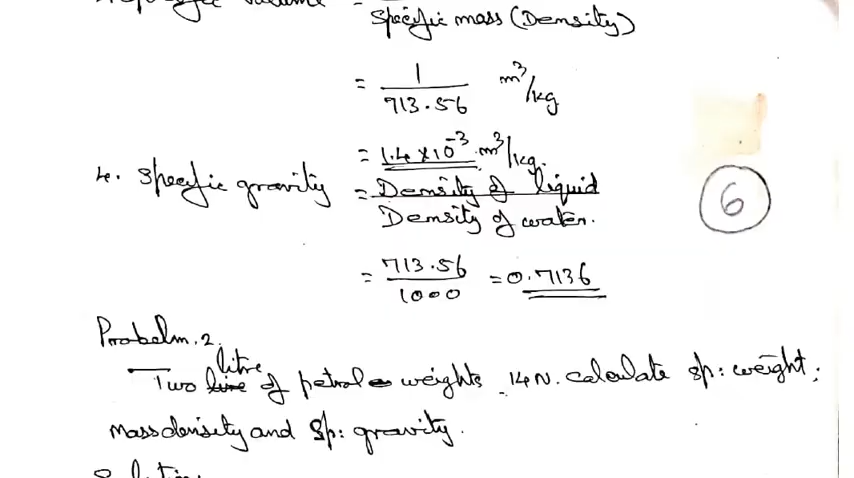 Specific mass (Density)
= 1 / 713.56 m³/kg
= 1.4 × 10⁻³ m³/kg.
4. Specific gravity = Density of liquid / Density of water.
6
= 713.56 / 1000 = 0.7136
Probelm. 2.
Two litre of petrol weights 14 N. calculate sp: weight;
mass density and sp: gravity.